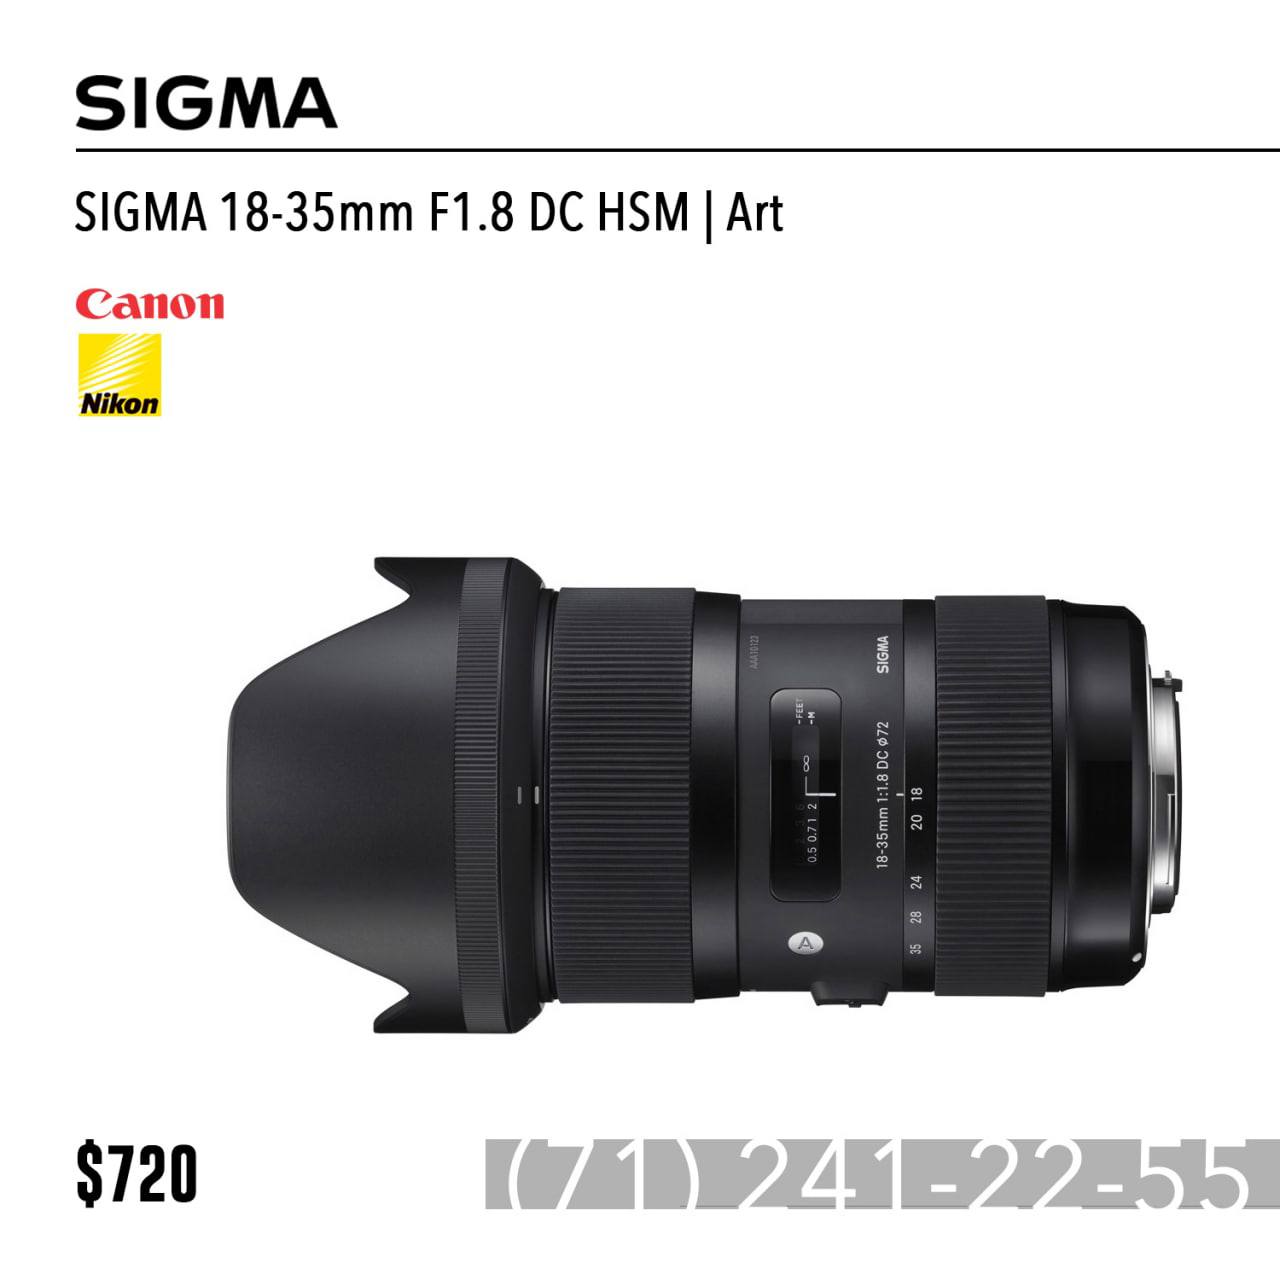 SIGMA
SIGMA 18-35mm F1.8 DC HSM | Art
Canon
Nikon
AAA10123
SIGMA
FEET
M
∞
0.5 0.7 1 2
18-35mm 1:1.8 DC ø72
18
20
24
28
35
A
$720
(71) 241-22-55